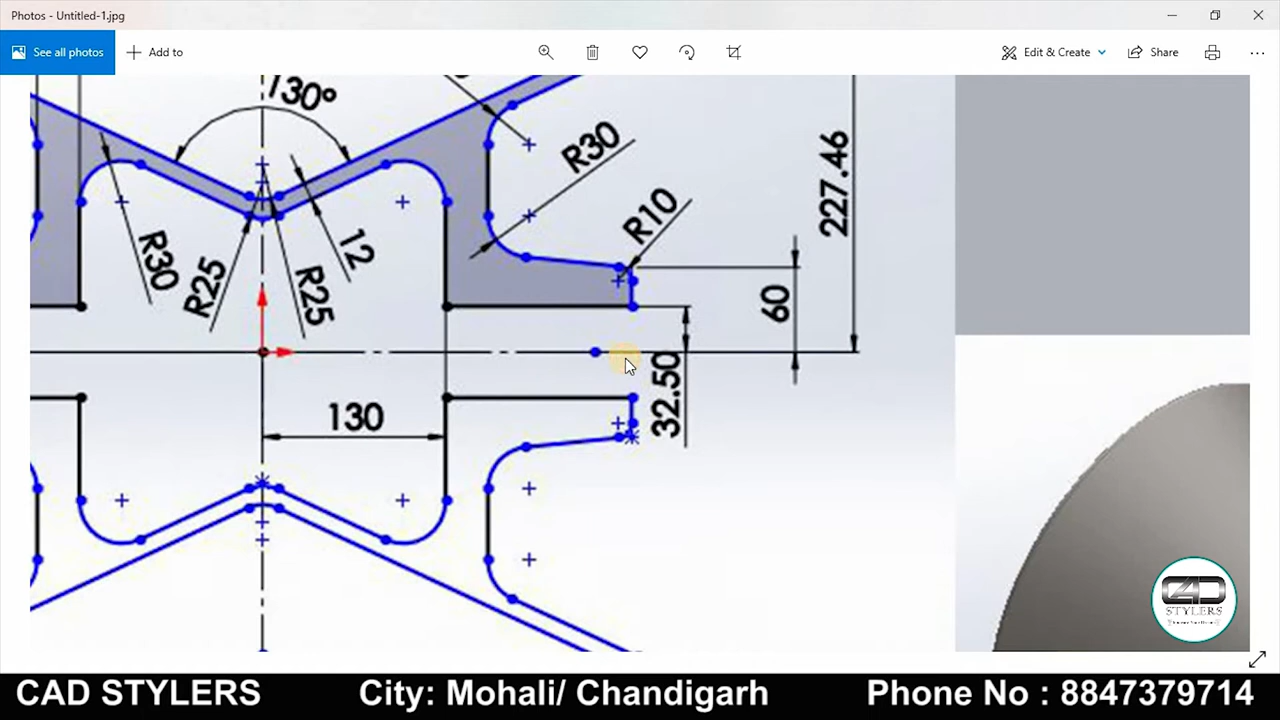 Photos - Untitled-1.jpg
See all photos
Add to
Edit & Create
Share
130°
R30
R10
227.46
R30
R25
R25
12
60
32.50
130
STYLERS
CAD STYLERS City: Mohali/ Chandigarh Phone No : 8847379714